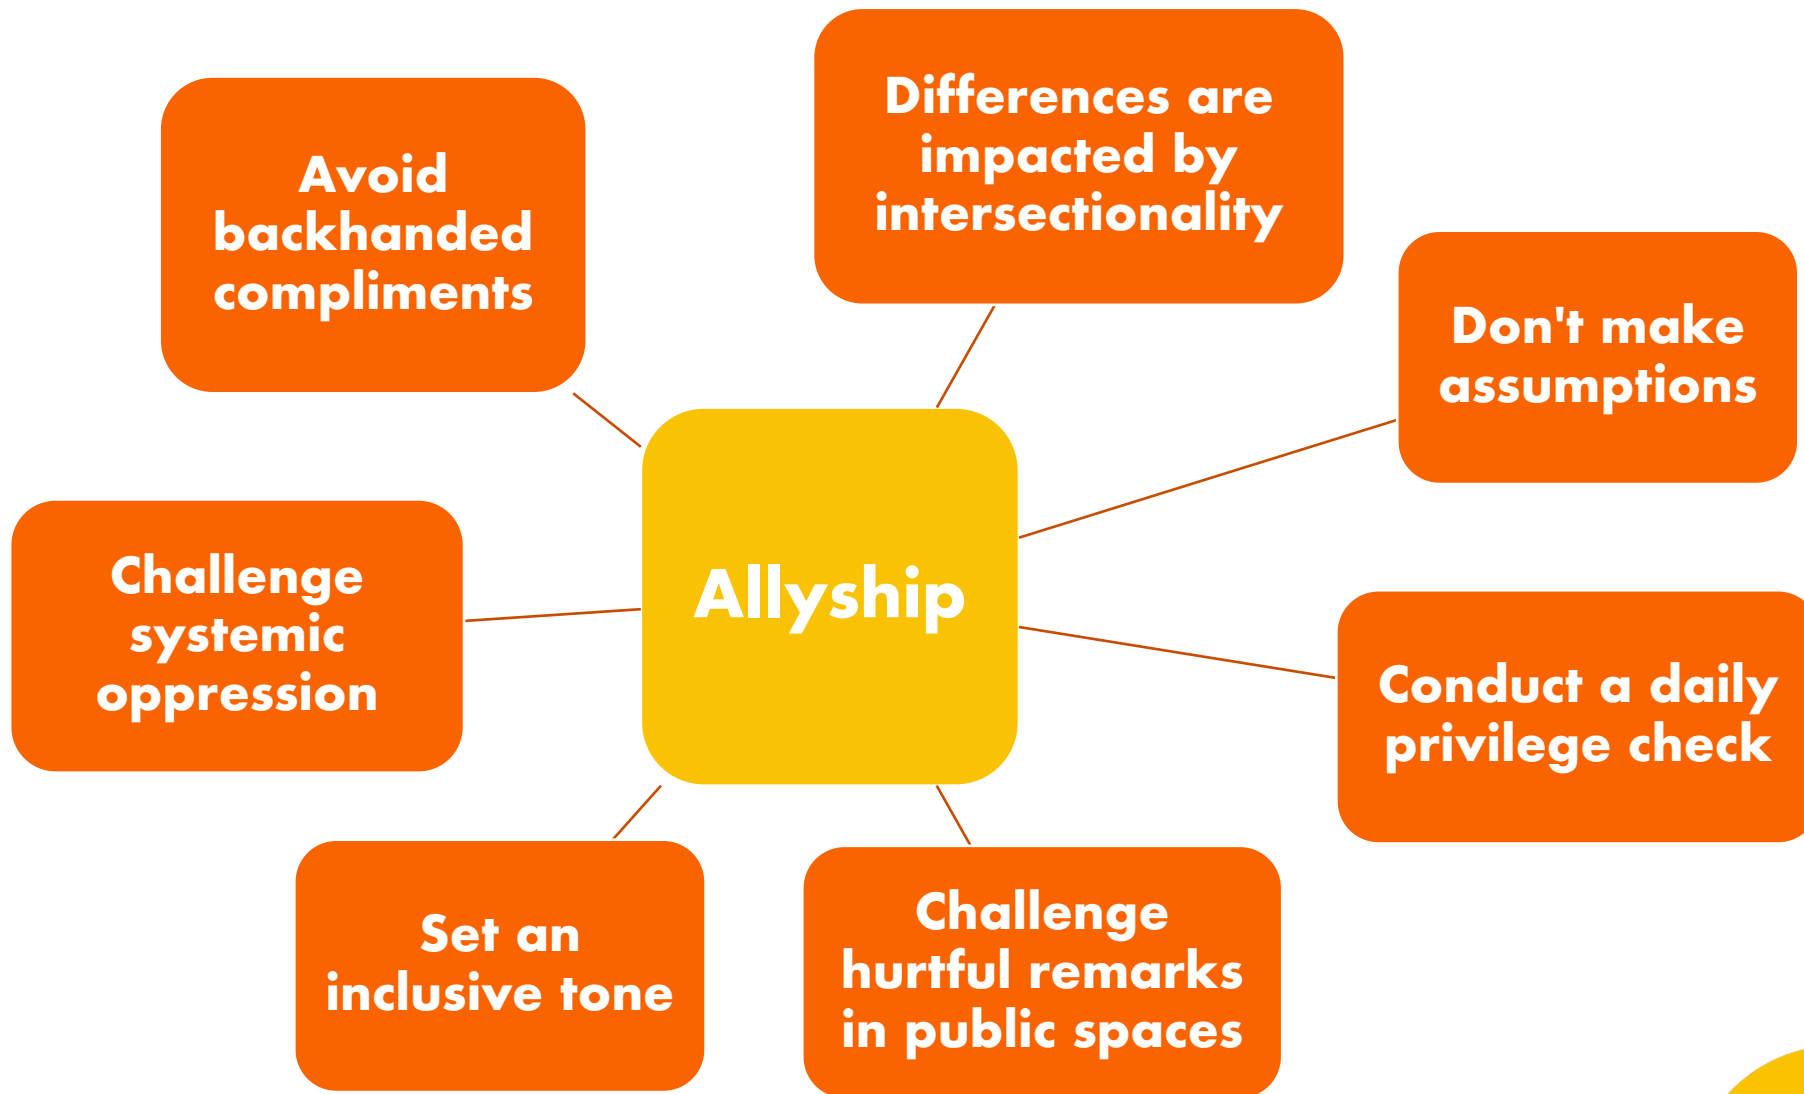 Differences are
impacted by
intersectionality
Avoid
backhanded
compliments
Don't make
assumptions
Allyship
Challenge
systemic
oppression
Conduct a daily
privilege check
Set an
inclusive tone
Challenge
hurtful remarks
in public spaces